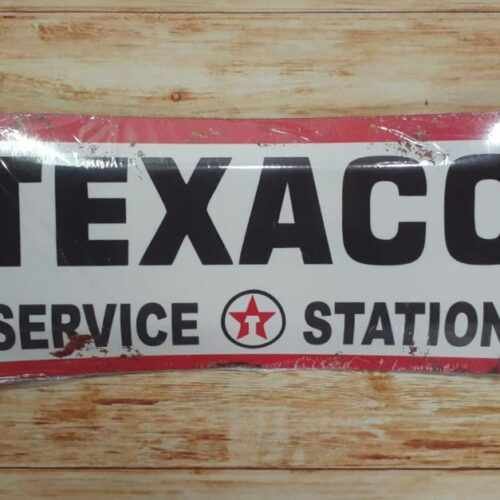 TEXACO
SERVICE T STATION